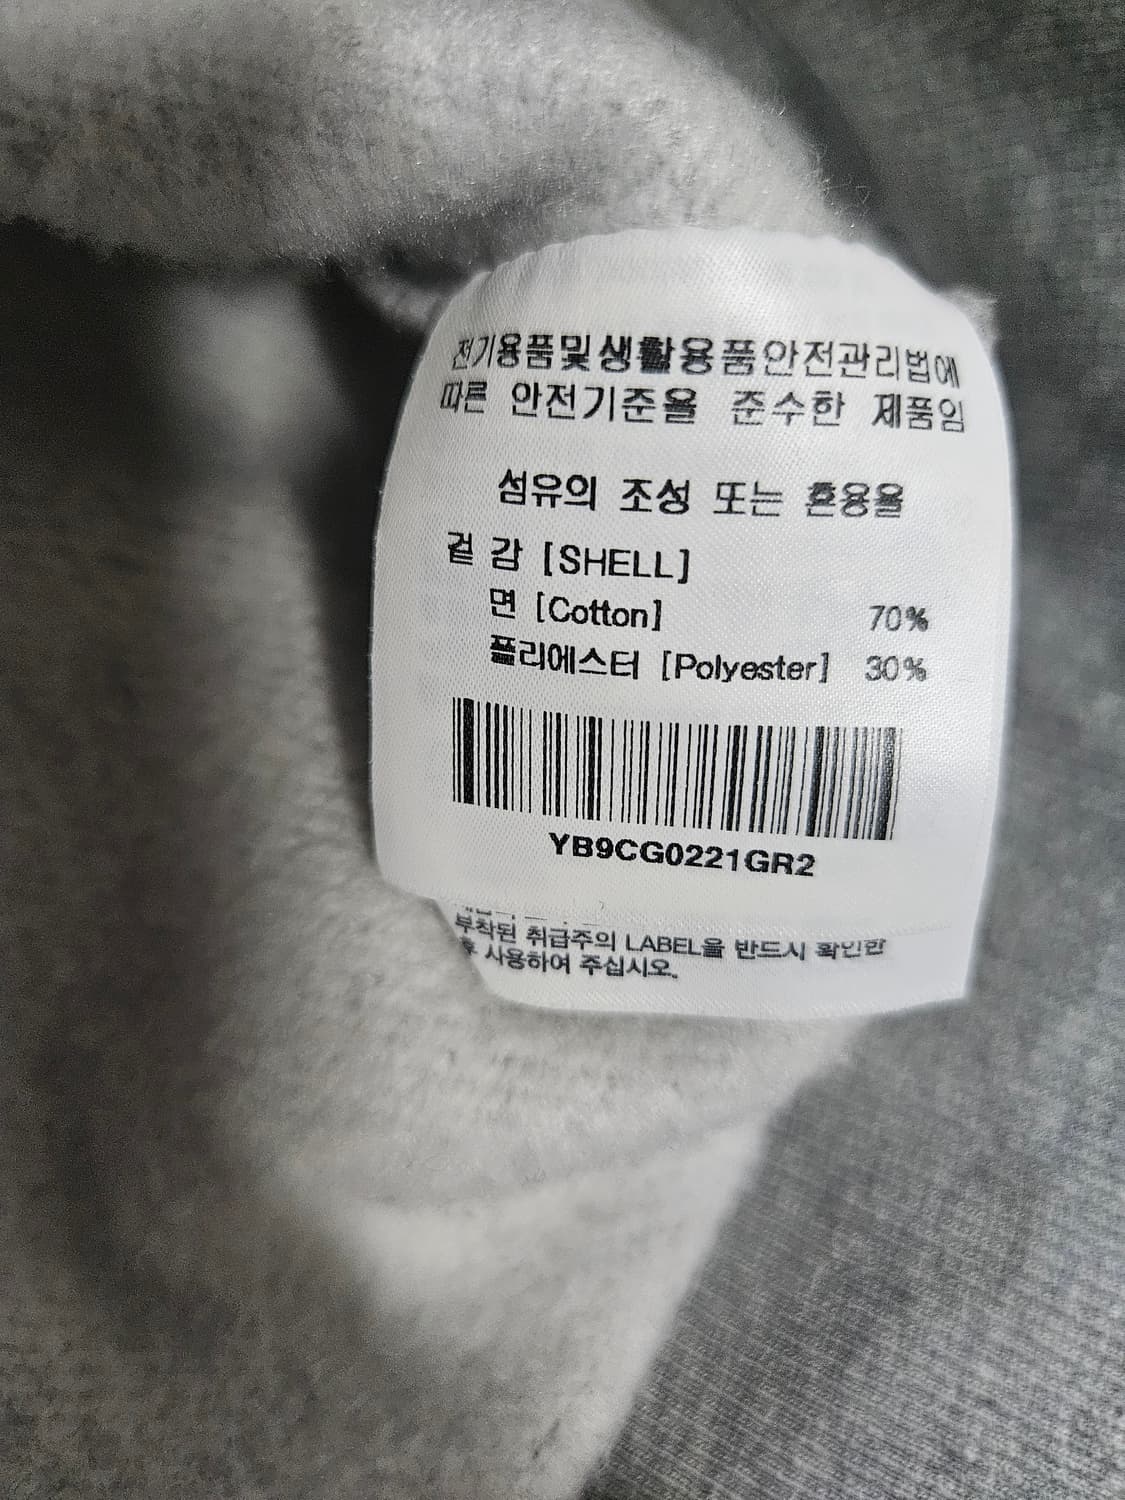 전기용품및생활용품안전관리법에
따른 안전기준을 준수한 제품임
섬유의 조성 또는 혼용율
겉 감 [SHELL]
면 [Cotton] 70%
폴리에스터 [Polyester] 30%
YB9CG0221GR2
부착된 취급주의 LABEL을 반드시 확인한
후 사용하여 주십시오.